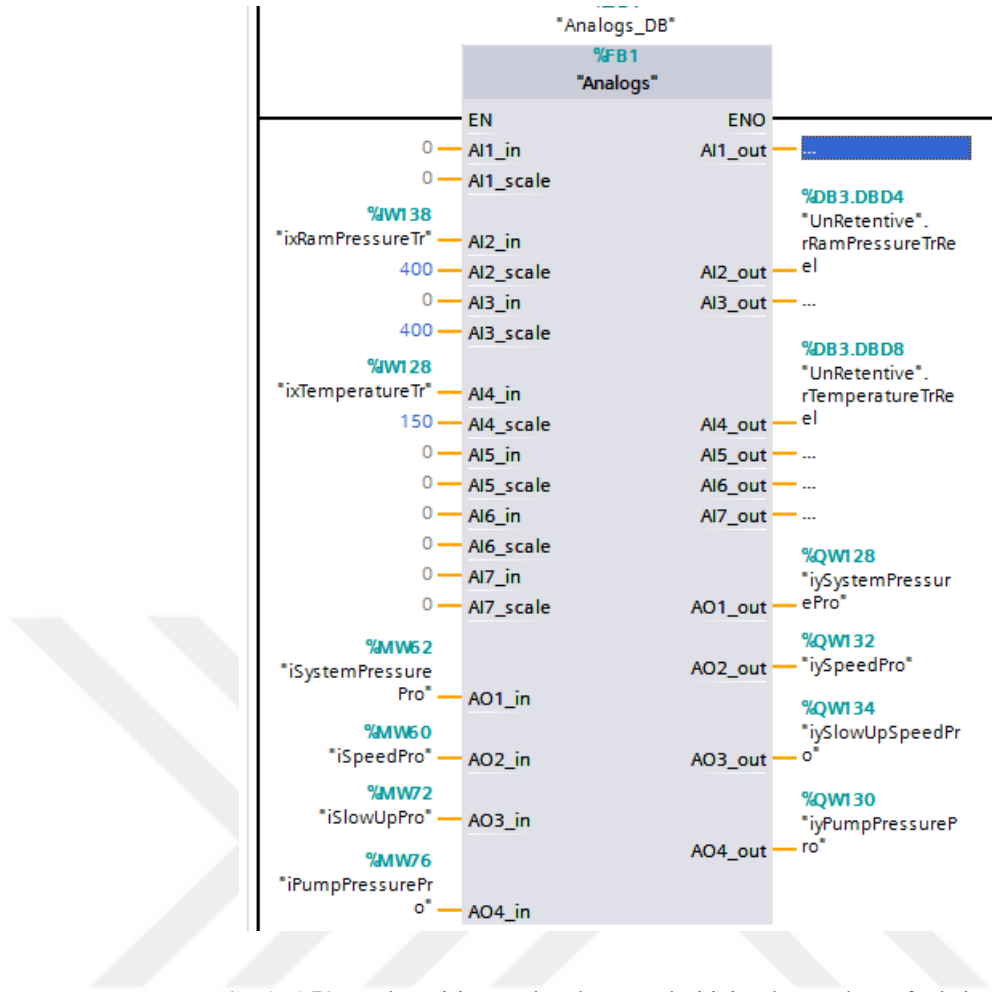 "Analogs_DB"
%FB1
"Analogs"
EN ENO
0 AI1_in AI1_out ...
0 AI1_scale
%IW138
"ixRamPressureTr" AI2_in
%DB3.DBD4
"UnRetentive".
rRamPressureTrRe
el
400 AI2_scale AI2_out
0 AI3_in AI3_out ...
400 AI3_scale
%IW128
"ixTemperatureTr" AI4_in
%DB3.DBD8
"UnRetentive".
rTemperatureTrRe
el
150 AI4_scale AI4_out
0 AI5_in AI5_out ...
0 AI5_scale AI6_out ...
0 AI6_in AI7_out ...
0 AI6_scale
0 AI7_in
%QW128
"iySystemPressur
ePro"
0 AI7_scale AO1_out
%MW62
"iSystemPressure
Pro" AO1_in
%QW132
AO2_out "iySpeedPro"
%MW60
"iSpeedPro" AO2_in
%QW134
"iySlowUpSpeedPr
o"
AO3_out
%MW72
"iSlowUpPro" AO3_in
%QW130
"iyPumpPressureP
ro"
AO4_out
%MW76
"iPumpPressurePr
o" AO4_in